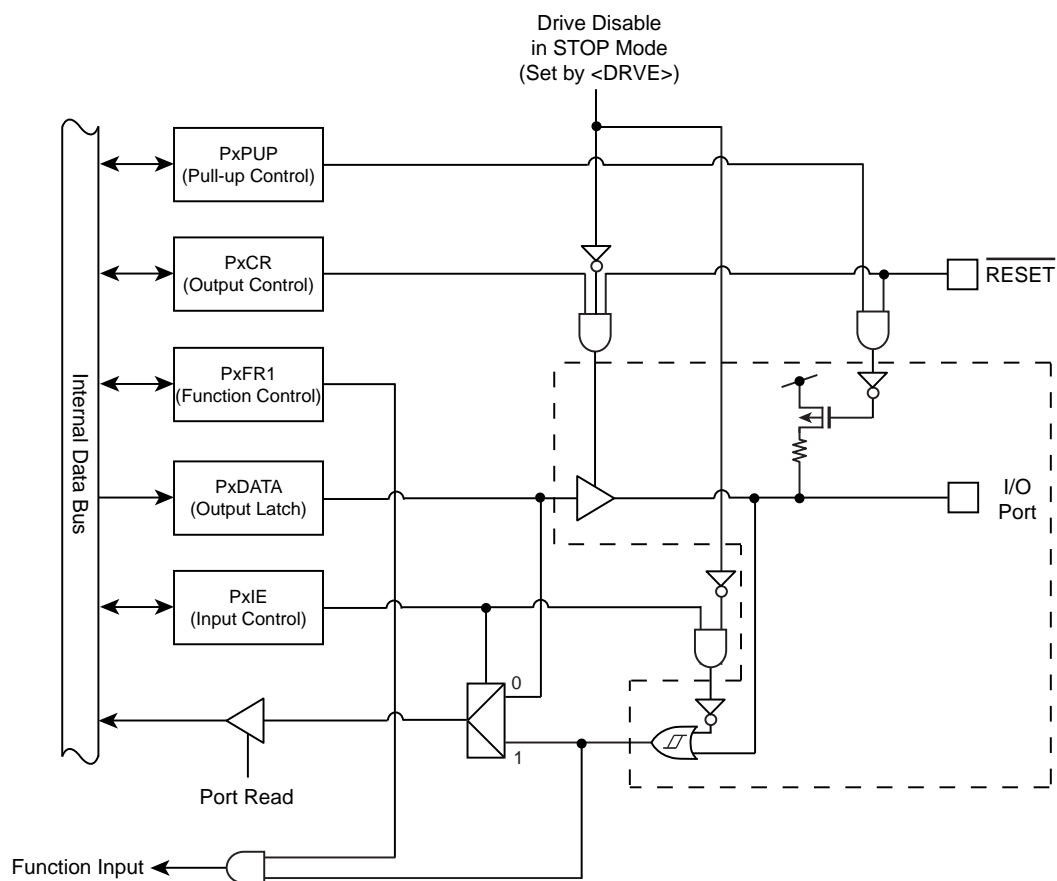 Drive Disable
in STOP Mode
(Set by <DRVE>)
PxPUP
(Pull-up Control)
PxCR
(Output Control)
RESET
PxFR1
(Function Control)
Internal Data Bus
PxDATA
(Output Latch)
I/O
Port
PxIE
(Input Control)
0
1
Port Read
Function Input